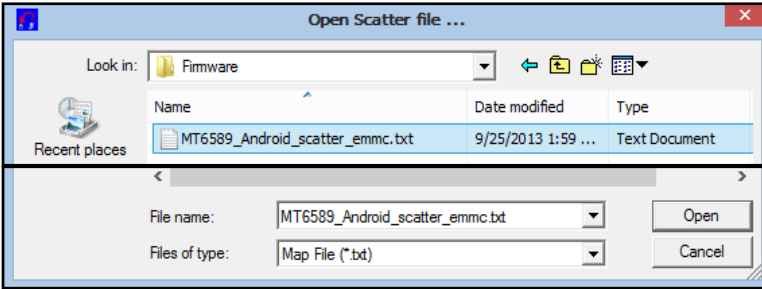 Open Scatter file ...
Look in: Firmware
Name Date modified Type
MT6589_Android_scatter_emmc.txt 9/25/2013 1:59 ... Text Document
Recent places
File name: MT6589_Android_scatter_emmc.txt Open
Files of type: Map File (*.txt) Cancel